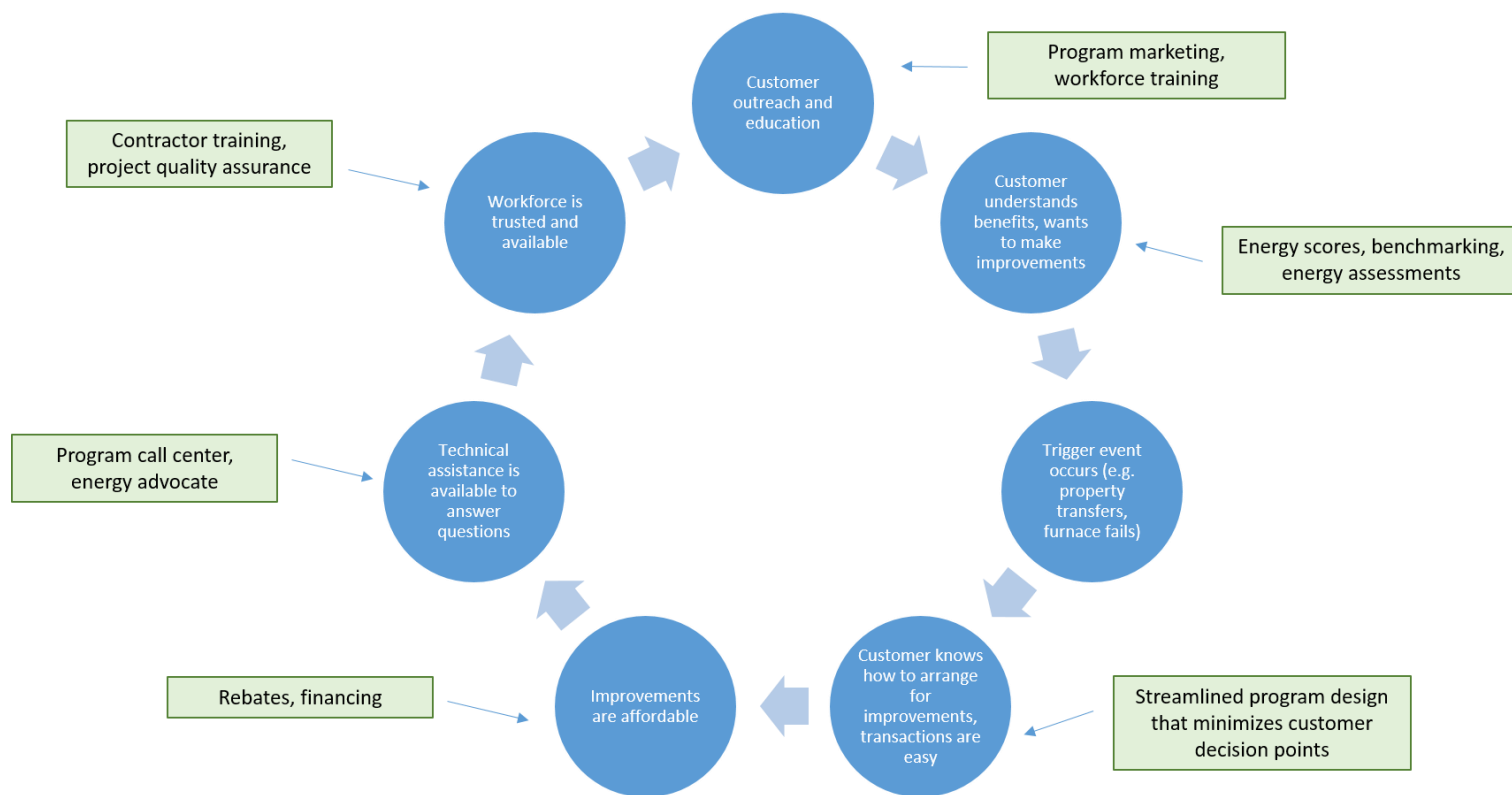 Customer
outreach and
education
Program marketing,
workforce training
Customer
understands
benefits, wants
to make
improvements
Energy scores, benchmarking,
energy assessments
Trigger event
occurs (e.g.
property
transfers,
furnace fails)
Customer knows
how to arrange
for
improvements,
transactions are
easy
Streamlined program design
that minimizes customer
decision points
Improvements
are affordable
Rebates, financing
Technical
assistance is
available to
answer
questions
Program call center,
energy advocate
Workforce is
trusted and
available
Contractor training,
project quality assurance